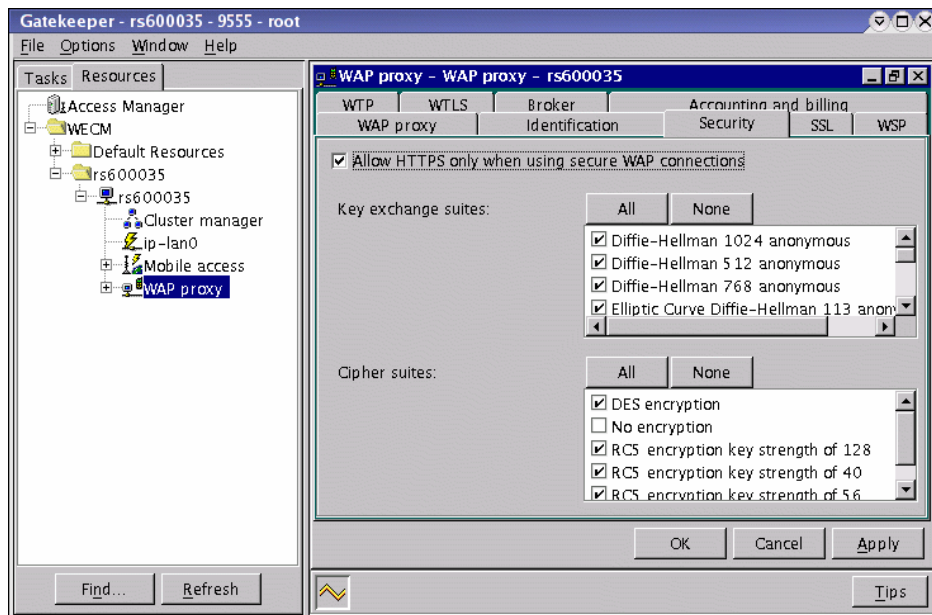 Gatekeeper - rs600035 - 9555 - root
File Options Window Help
Tasks Resources
Access Manager
WECM
Default Resources
rs600035
rs600035
Cluster manager
ip-lan0
Mobile access
WAP proxy
Find... Refresh
WAP proxy - WAP proxy - rs600035
WTP WTLS Broker Accounting and billing
WAP proxy Identification Security SSL WSP
Allow HTTPS only when using secure WAP connections
Key exchange suites: All None
Diffie-Hellman 1024 anonymous
Diffie-Hellman 512 anonymous
Diffie-Hellman 768 anonymous
Elliptic Curve Diffie-Hellman 113 anon
Cipher suites: All None
DES encryption
No encryption
RC5 encryption key strength of 128
RC5 encryption key strength of 40
RC5 encryption key strength of 56
OK Cancel Apply
Tips